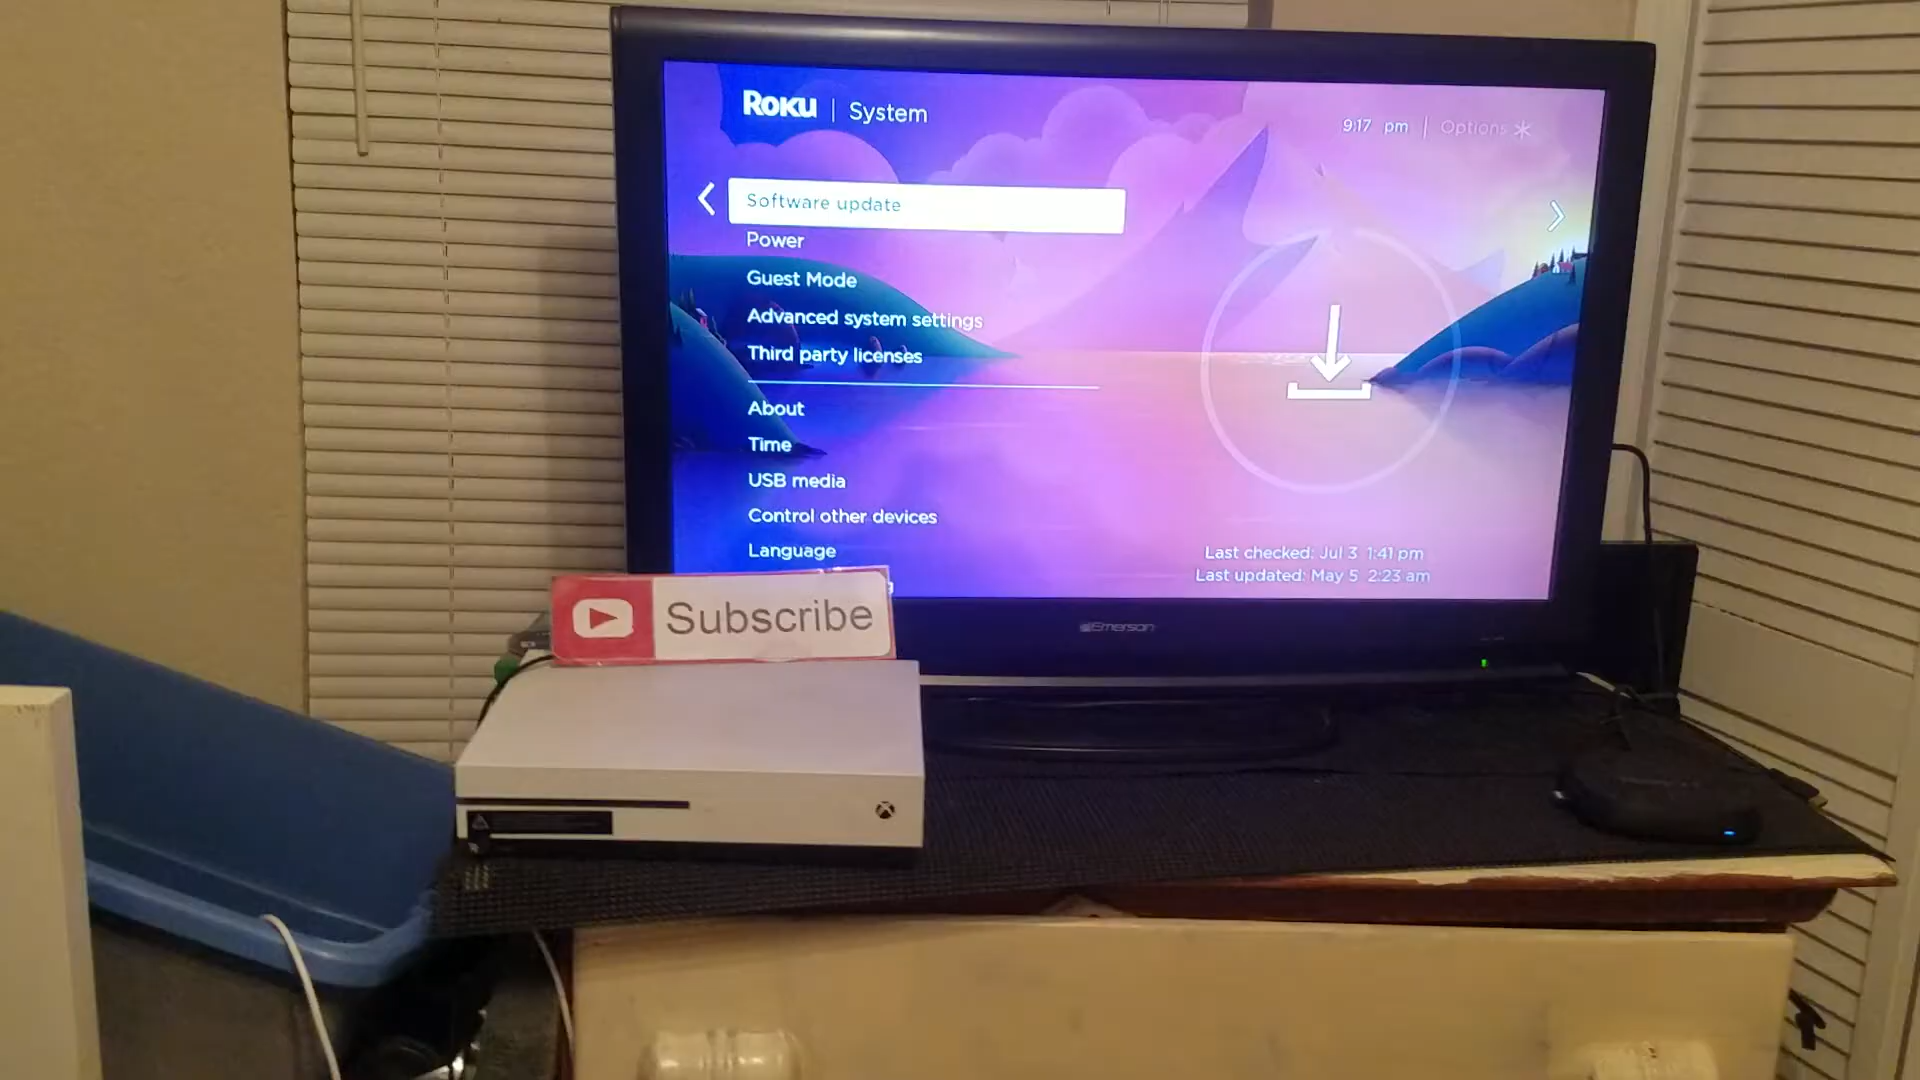 Roku | System
9:17 pm | Options
Software update
Power
Guest Mode
Advanced system settings
Third party licenses
About
Time
USB media
Control other devices
Language
Last checked: Jul 3 1:41 pm
Last updated: May 5 2:23 am
Subscribe
Emerson